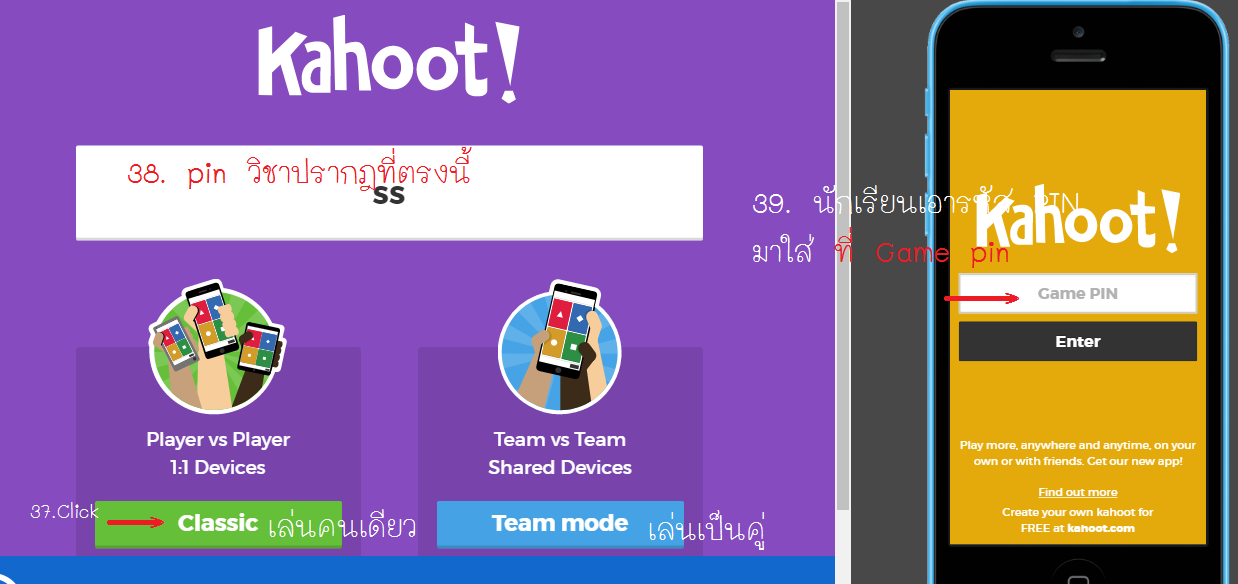 Kahoot!
38. pin วิชาปรากฎที่ตรงนี้
ss
Player vs Player
1:1 Devices
Team vs Team
Shared Devices
37.Click
Classic เล่นคนเดียว
Team mode เล่นเป็นคู่
39. นักเรียนเอารหัส PIN
มาใส่ ที่ Game pin
Kahoot!
Game PIN
Enter
Play more, anywhere and anytime, on your
own or with friends. Get our new app!
Find out more
Create your own kahoot for
FREE at kahoot.com